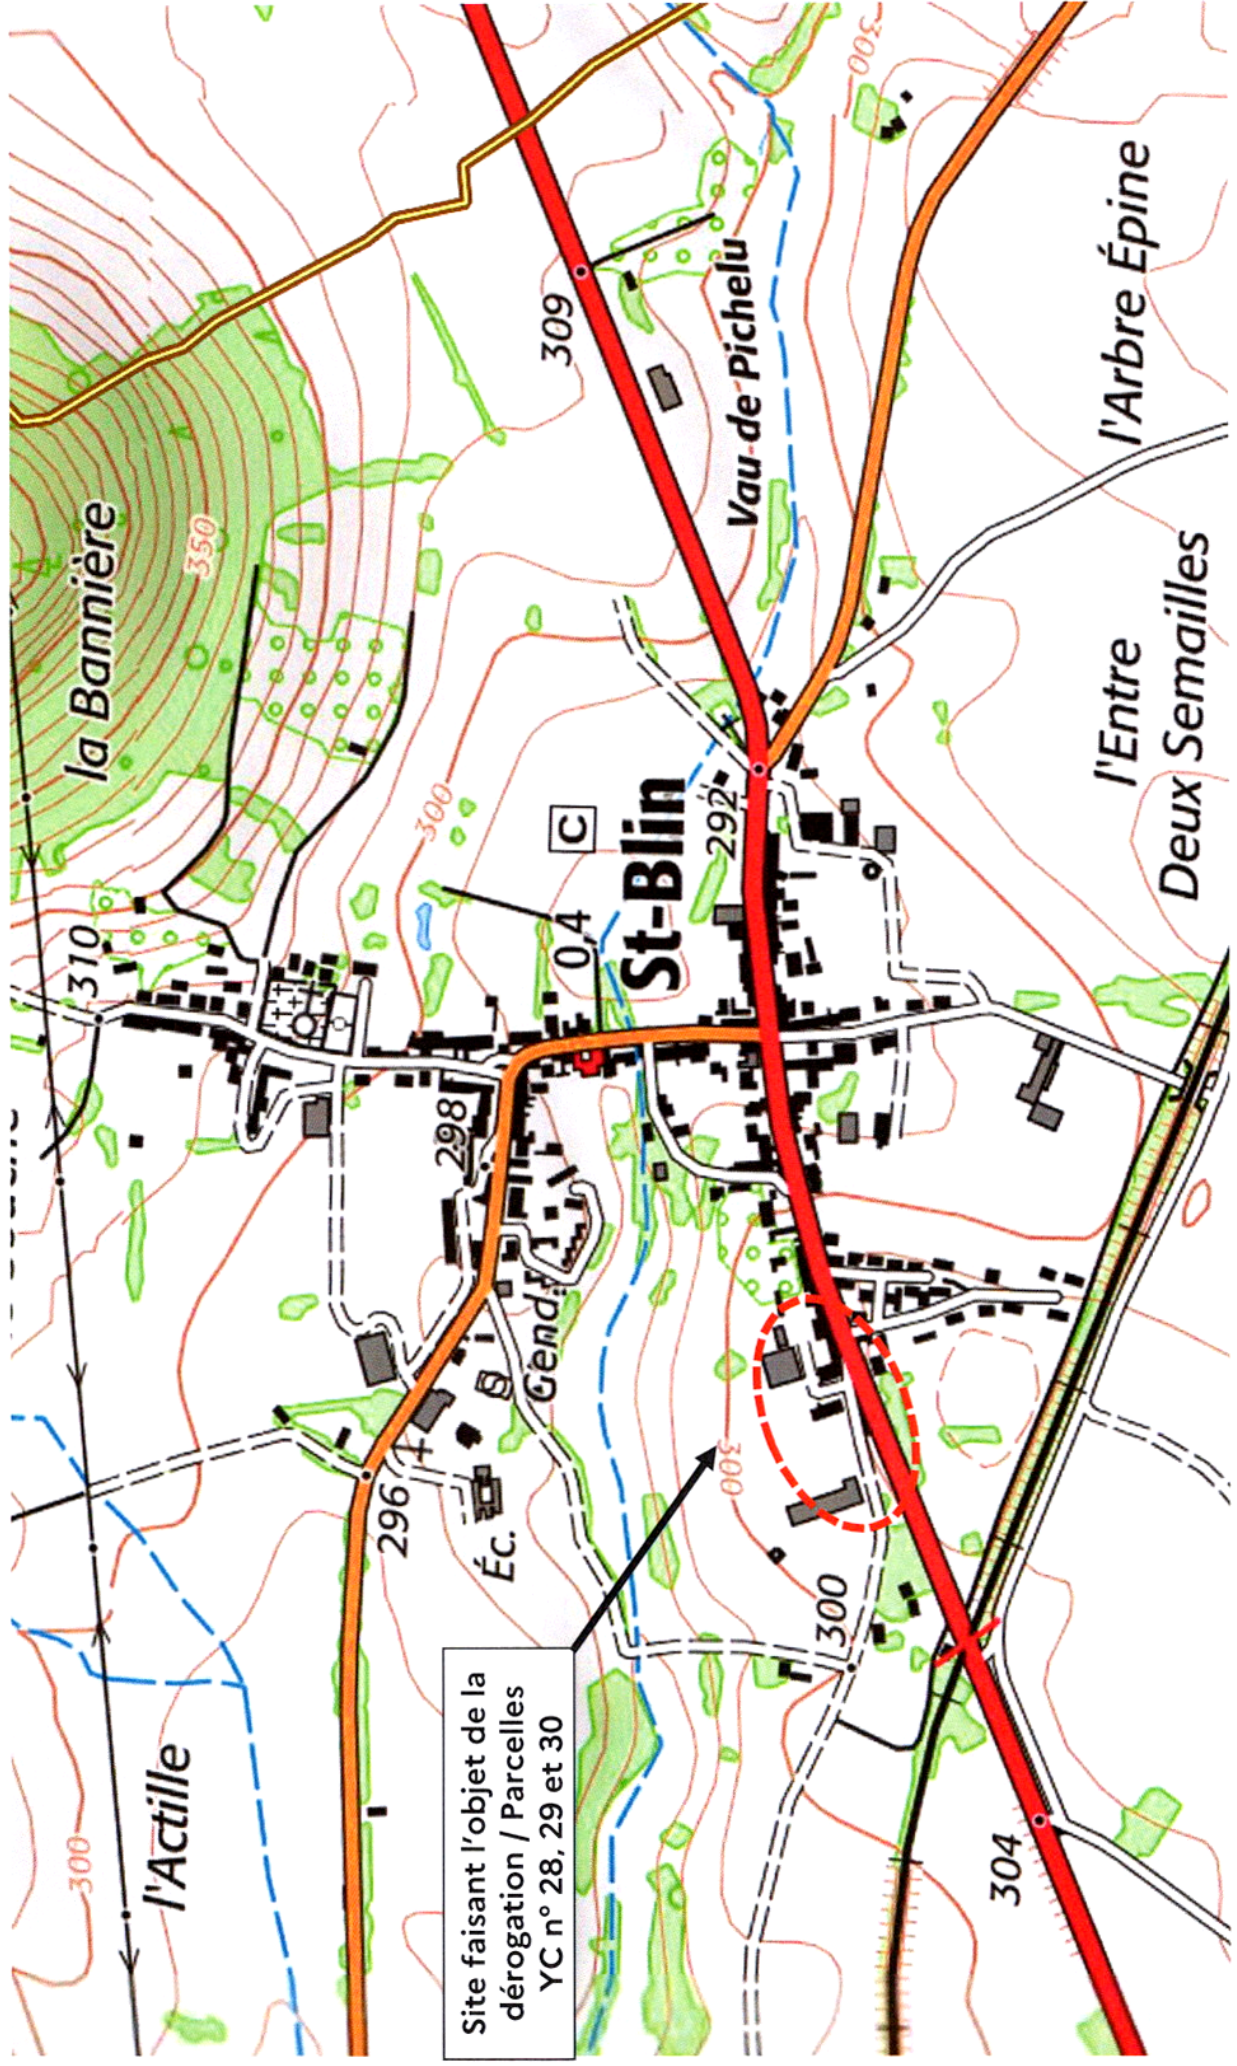 la Bannière
350
l'Arbre Épine
300
309
Vau-de-Pichelu
l'Entre
Deux Semailles
300
C
St-Blin
292
0,4
310
298
Gend.
296
Éc.
300
300
l'Actille
300
304
Site faisant l'objet de la
dérogation / Parcelles
YC n° 28, 29 et 30